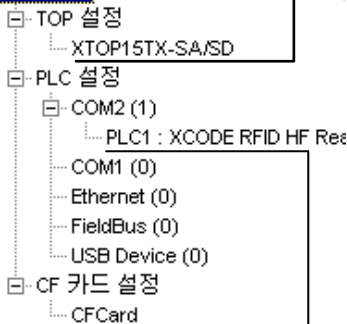 TOP 설정
XTOP15TX-SA/SD
PLC 설정
COM2 (1)
PLC1 : XCODE RFID HF
COM1 (0)
Ethernet (0)
FieldBus (0)
USB Device (0)
CF 카드 설정
CFCard